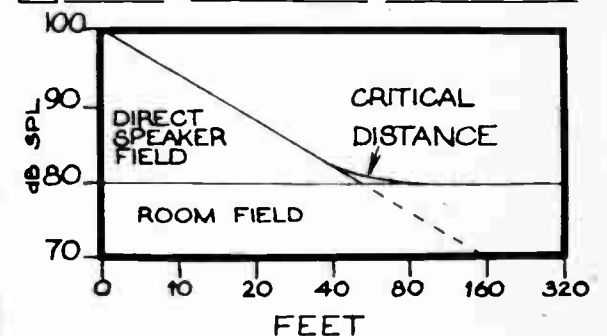 100
90
80
70
dB SPL
DIRECT
SPEAKER
FIELD
CRITICAL
DISTANCE
ROOM FIELD
0 10 20 40 80 160 320
FEET